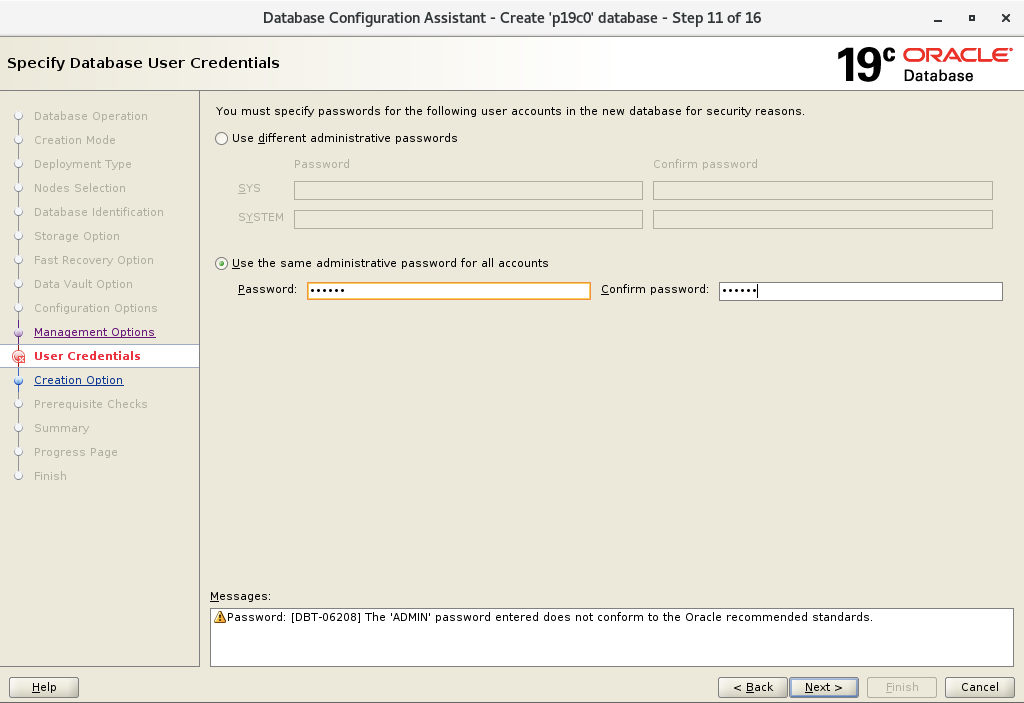 Database Configuration Assistant - Create 'p19c0' database - Step 11 of 16
Specify Database User Credentials
19c ORACLE
Database
Database Operation
Creation Mode
Deployment Type
Nodes Selection
Database Identification
Storage Option
Fast Recovery Option
Data Vault Option
Configuration Options
Management Options
User Credentials
Creation Option
Prerequisite Checks
Summary
Progress Page
Finish
You must specify passwords for the following user accounts in the new database for security reasons.
Use different administrative passwords
Password Confirm password
SYS
SYSTEM
Use the same administrative password for all accounts
Password: •••••• Confirm password: ••••••
Messages:
Password: [DBT-06208] The 'ADMIN' password entered does not conform to the Oracle recommended standards.
Help < Back Next > Finish Cancel